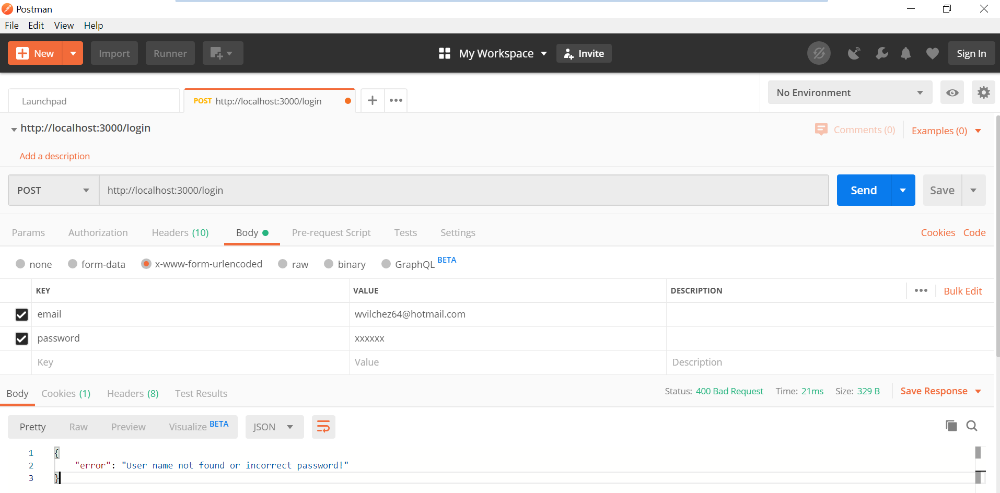 Postman
File Edit View Help
New Import Runner My Workspace Invite Sign In
Launchpad POST http://localhost:3000/login No Environment
http://localhost:3000/login Comments (0) Examples (0)
Add a description
POST http://localhost:3000/login Send Save
Params Authorization Headers (10) Body Pre-request Script Tests Settings Cookies Code
none form-data x-www-form-urlencoded raw binary GraphQL BETA
KEY VALUE DESCRIPTION Bulk Edit
email wvilchez64@hotmail.com
password xxxxxx
Key Value Description
Body Cookies (1) Headers (8) Test Results Status: 400 Bad Request Time: 21ms Size: 329 B Save Response
Pretty Raw Preview Visualize BETA JSON
1 {
2 "error": "User name not found or incorrect password!"
3 }